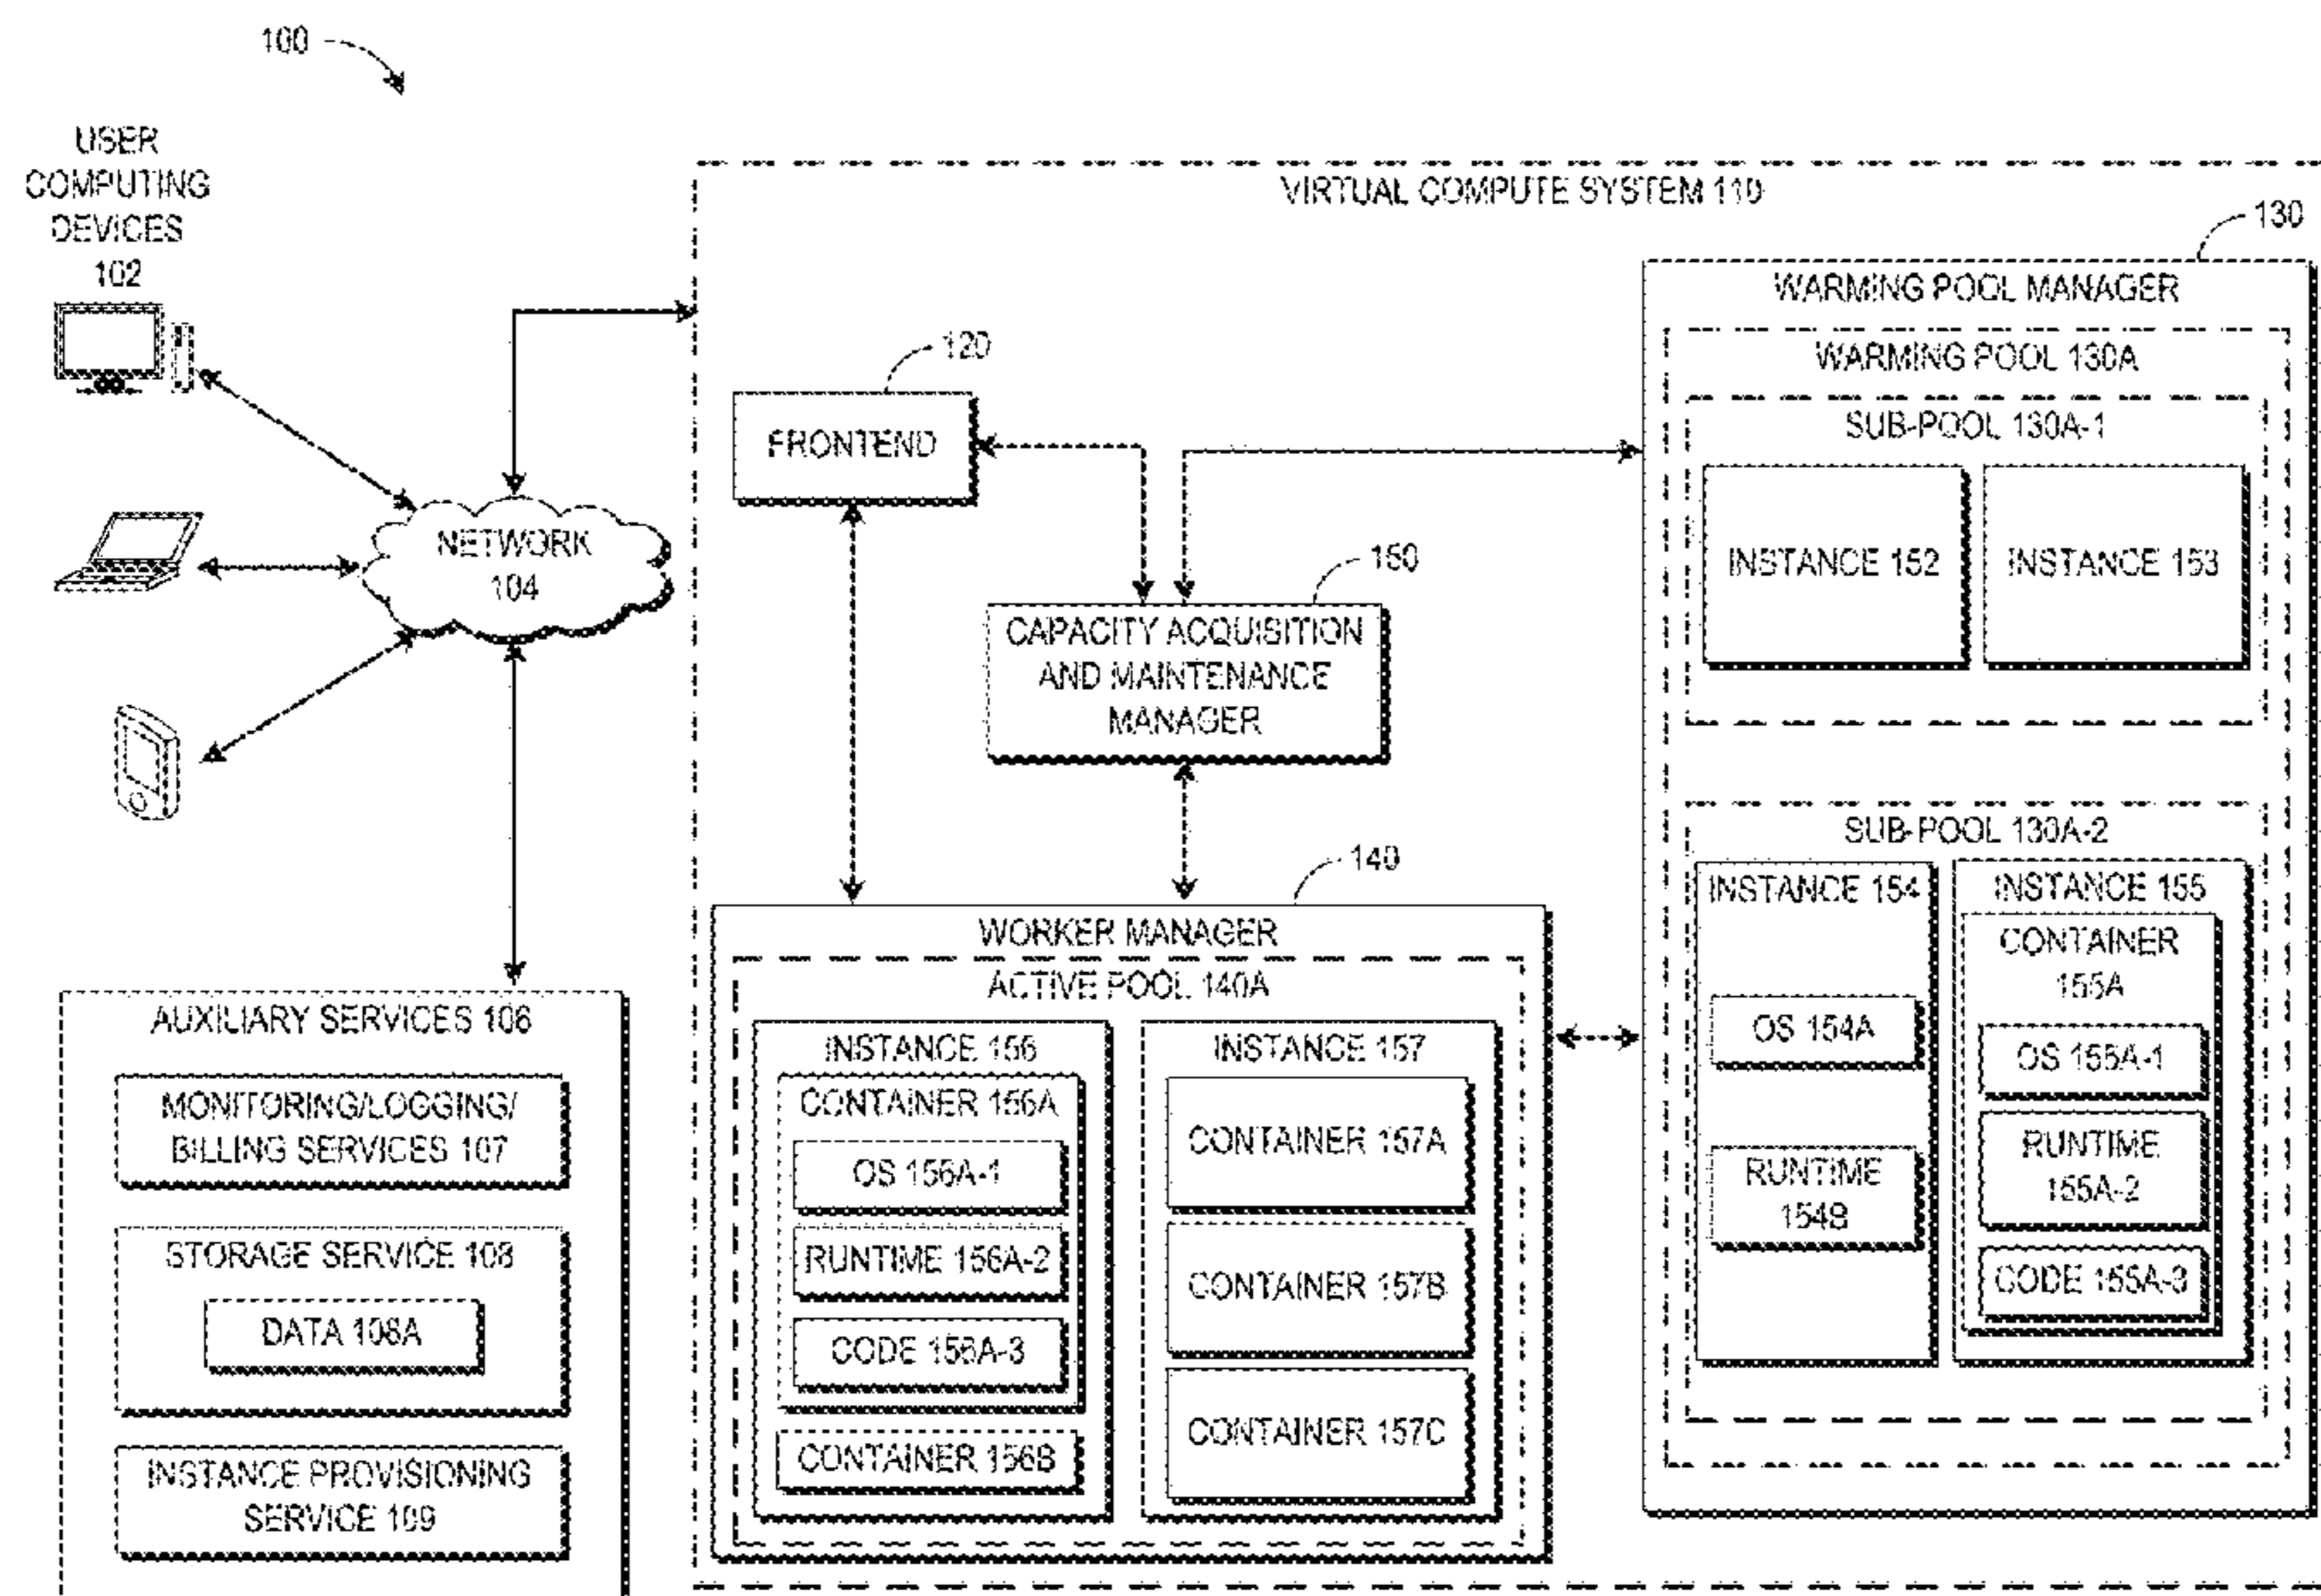 100
USER
COMPUTING
DEVICES
102
NETWORK
104
AUXILIARY SERVICES 106
MONITORING/LOGGING/
BILLING SERVICES 107
STORAGE SERVICE 108
DATA 108A
INSTANCE PROVISIONING
SERVICE 109
VIRTUAL COMPUTE SYSTEM 110
120
FRONTEND
150
CAPACITY ACQUISITION
AND MAINTENANCE
MANAGER
140
WORKER MANAGER
ACTIVE POOL 140A
INSTANCE 156
CONTAINER 156A
OS 156A-1
RUNTIME 156A-2
CODE 156A-3
CONTAINER 156B
INSTANCE 157
CONTAINER 157A
CONTAINER 157B
CONTAINER 157C
130
WARMING POOL MANAGER
WARMING POOL 130A
SUB-POOL 130A-1
INSTANCE 152
INSTANCE 153
SUB-POOL 130A-2
INSTANCE 154
OS 154A
RUNTIME
154B
INSTANCE 155
CONTAINER
155A
OS 155A-1
RUNTIME
155A-2
CODE 155A-3